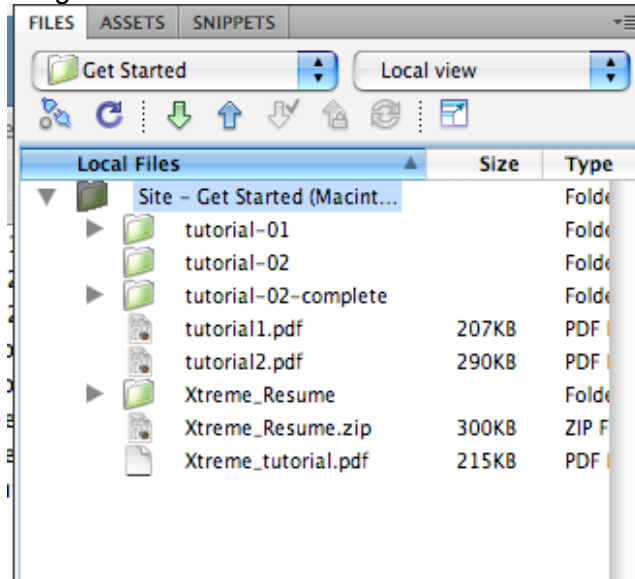 FILES ASSETS SNIPPETS
Get Started Local view
Local Files Size Type
Site – Get Started (Macint... Folde
tutorial-01 Folde
tutorial-02 Folde
tutorial-02-complete Folde
tutorial1.pdf 207KB PDF
tutorial2.pdf 290KB PDF
Xtreme_Resume Folde
Xtreme_Resume.zip 300KB ZIP F
Xtreme_tutorial.pdf 215KB PDF